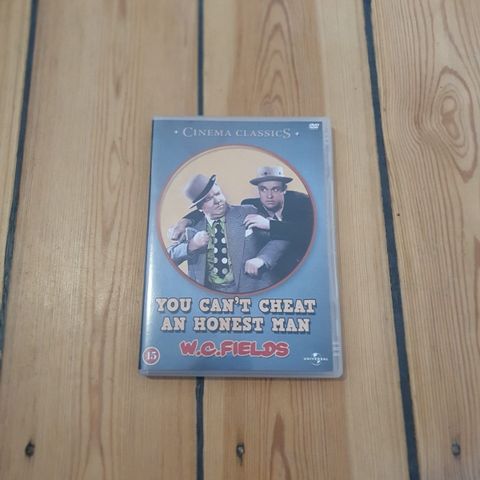 · CINEMA CLASSICS ·
DVD
YOU CAN'T CHEAT
AN HONEST MAN
W.C. FIELDS
15
UNIVERSAL